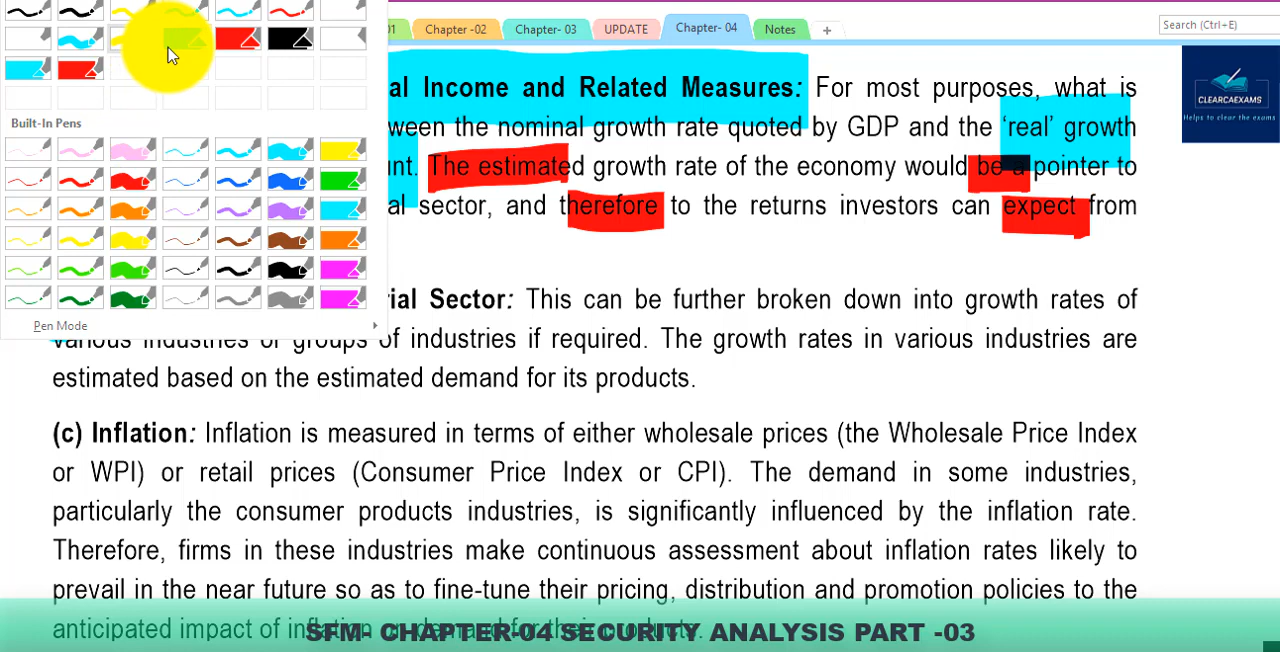 01 Chapter -02 Chapter- 03 UPDATE Chapter- 04 Notes +
Search (Ctrl+E)
CLEARCAEXAMS
Helps to clear the exams
Built-In Pens
Pen Mode
al Income and Related Measures: For most purposes, what is
ween the nominal growth rate quoted by GDP and the ‘real’ growth
unt. The estimated growth rate of the economy would be a pointer to
al sector, and therefore to the returns investors can expect from
rial Sector: This can be further broken down into growth rates of
various industries or groups of industries if required. The growth rates in various industries are
estimated based on the estimated demand for its products.
(c) Inflation: Inflation is measured in terms of either wholesale prices (the Wholesale Price Index
or WPI) or retail prices (Consumer Price Index or CPI). The demand in some industries,
particularly the consumer products industries, is significantly influenced by the inflation rate.
Therefore, firms in these industries make continuous assessment about inflation rates likely to
prevail in the near future so as to fine-tune their pricing, distribution and promotion policies to the
anticipated impact of inflation on demand for their products.
SFM- CHAPTER-04 SECURITY ANALYSIS PART -03